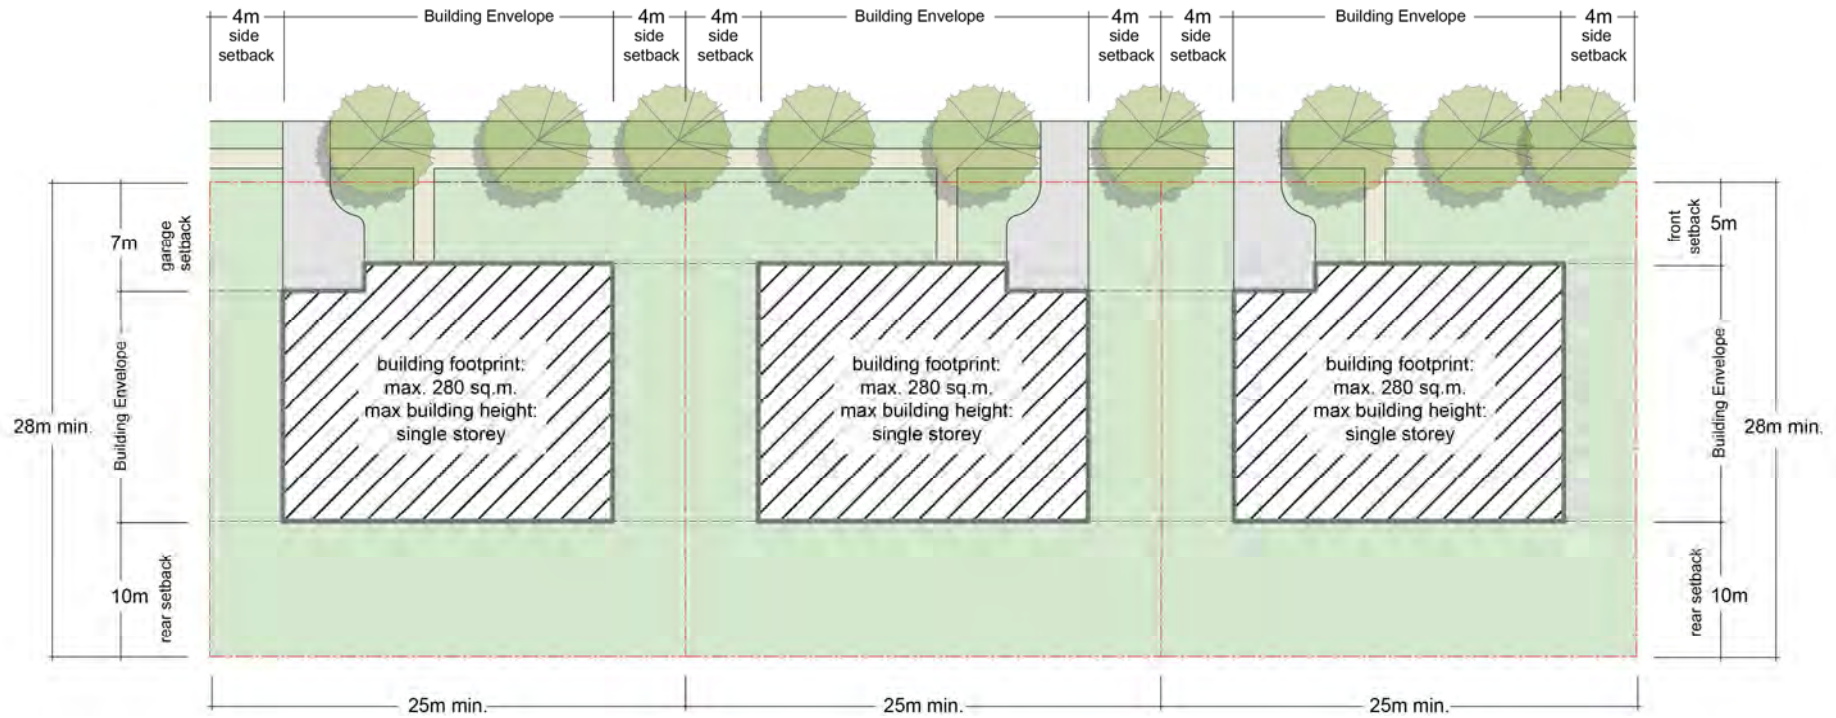 4m
side
setback
Building Envelope
4m
side
setback
4m
side
setback
Building Envelope
4m
side
setback
4m
side
setback
Building Envelope
4m
side
setback
28m min.
7m
garage
setback
Building Envelope
10m
rear setback
building footprint:
max. 280 sq.m.
max building height:
single storey
building footprint:
max. 280 sq.m.
max building height:
single storey
building footprint:
max. 280 sq.m.
max building height:
single storey
front
setback
5m
Building Envelope
28m min.
rear setback
10m
25m min.
25m min.
25m min.